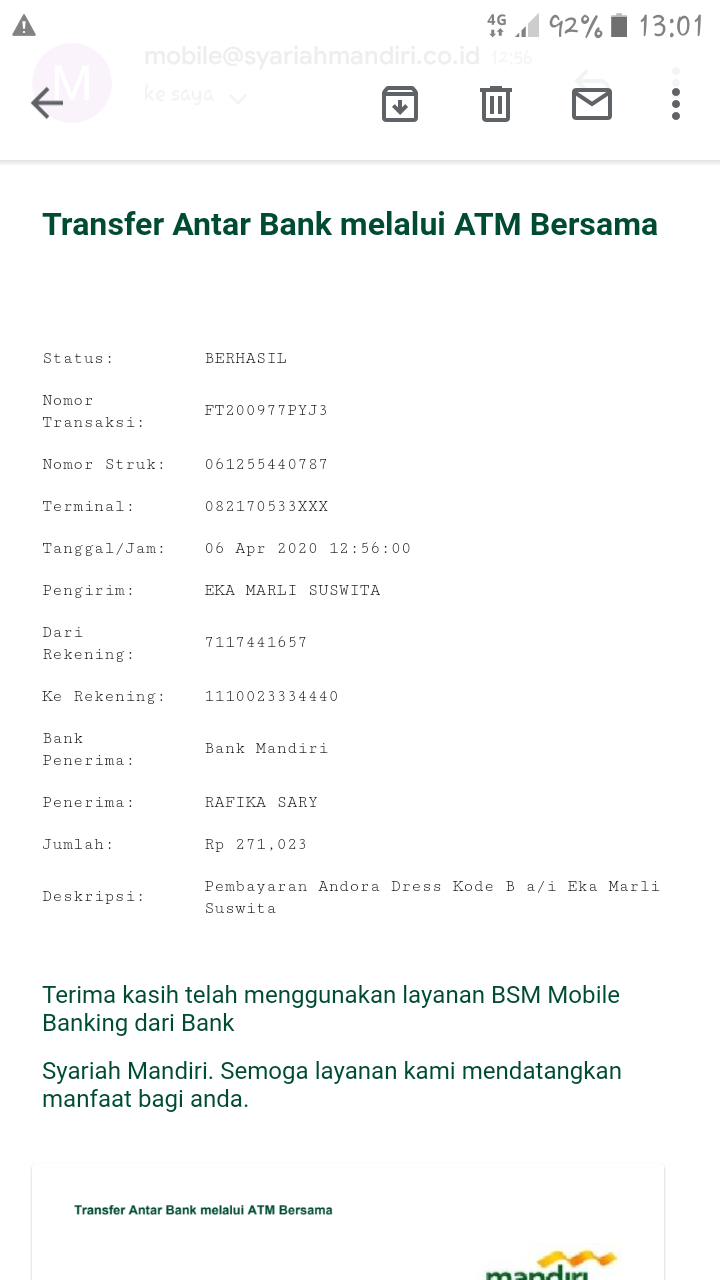 4G 92% 13:01
M
mobile@syariahmandiri.co.id 12:56
ke saya
Transfer Antar Bank melalui ATM Bersama
Status: BERHASIL
Nomor
Transaksi: FT200977PYJ3
Nomor Struk: 061255440787
Terminal: 082170533XXX
Tanggal/Jam: 06 Apr 2020 12:56:00
Pengirim: EKA MARLI SUSWITA
Dari
Rekening: 7117441657
Ke Rekening: 1110023334440
Bank
Penerima: Bank Mandiri
Penerima: RAFIKA SARY
Jumlah: Rp 271,023
Deskripsi: Pembayaran Andora Dress Kode B a/i Eka Marli
Suswita
Terima kasih telah menggunakan layanan BSM Mobile
Banking dari Bank
Syariah Mandiri. Semoga layanan kami mendatangkan
manfaat bagi anda.
Transfer Antar Bank melalui ATM Bersama
mandiri